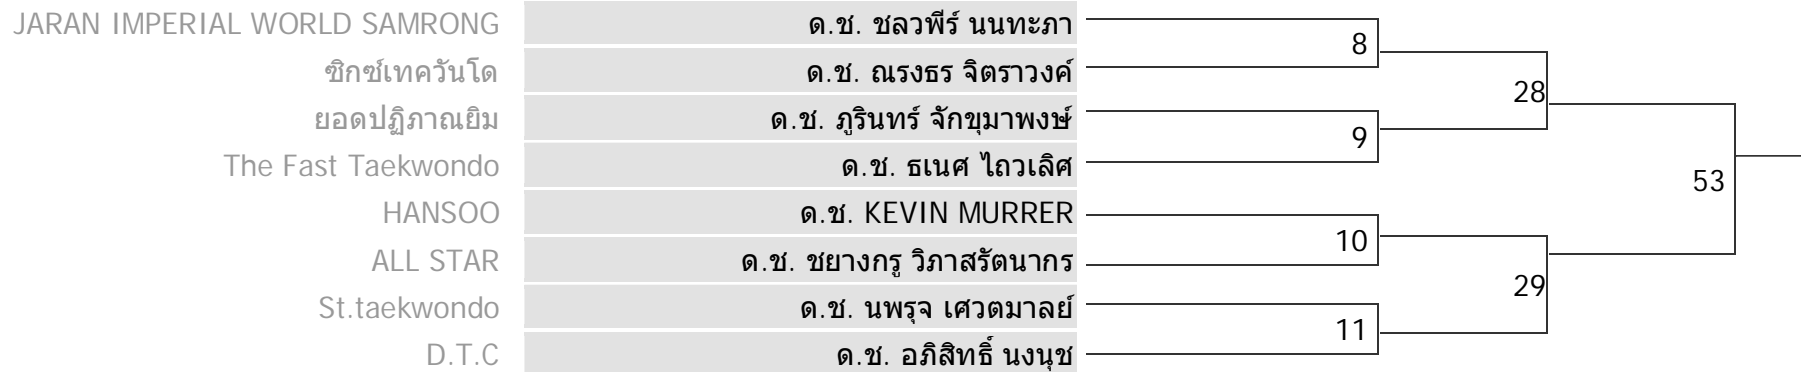 JARAN IMPERIAL WORLD SAMRONG ด.ช. ชลวพีร์ นนทะภา
8
ซิกซ์เทควันโด ด.ช. ณรงธร จิตราวงค์
28
ยอดปฏิภาณยิม ด.ช. ภูรินทร์ จักขุมาพงษ์
9
The Fast Taekwondo ด.ช. ธเนศ ไถวเลิศ
53
HANSOO ด.ช. KEVIN MURRER
10
ALL STAR ด.ช. ชยางกรู วิภาสรัตนากร
29
St.taekwondo ด.ช. นพรุจ เศวตมาลย์
11
D.T.C ด.ช. อภิสิทธิ์ นงนุช